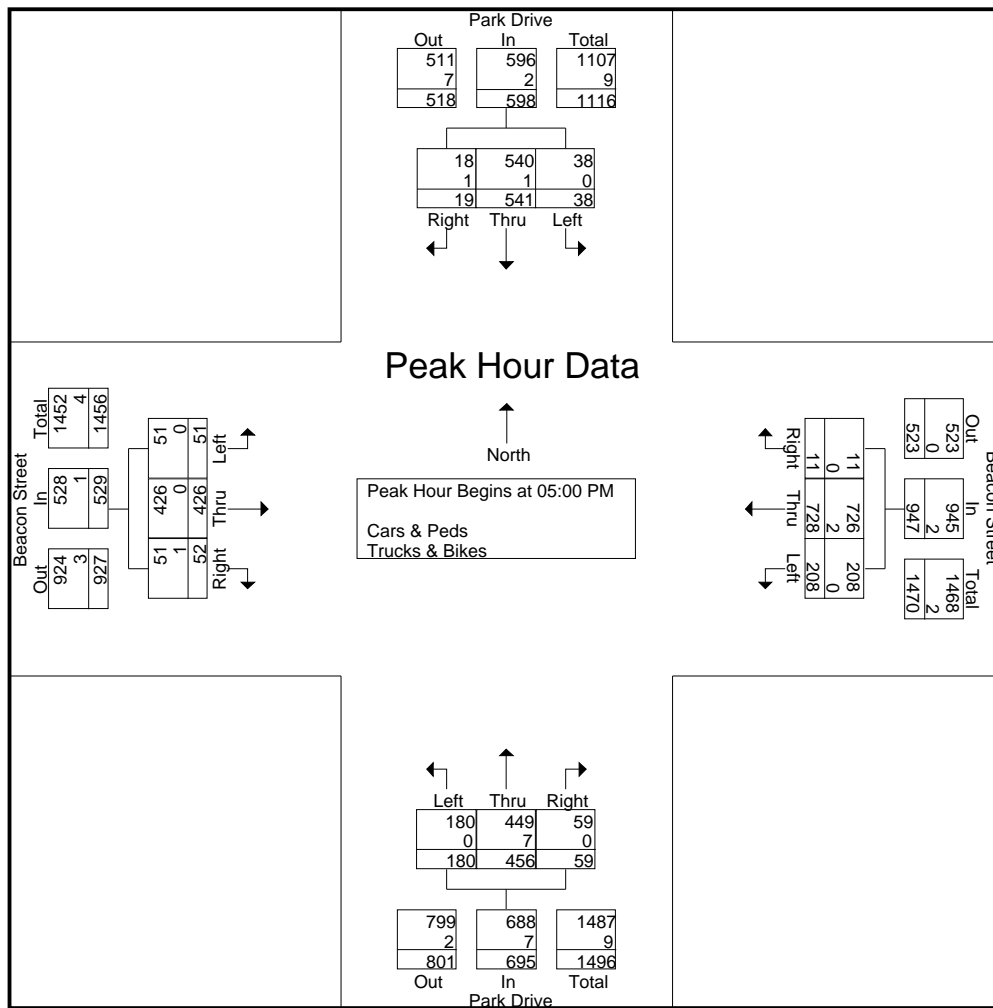 Park Drive
Out In Total
511 596 1107
7 2 9
518 598 1116
18 540 38
1 1 0
19 541 38
Right Thru Left
Peak Hour Data
North
Peak Hour Begins at 05:00 PM
Cars & Peds
Trucks & Bikes
Beacon Street
Out In Total
924 528 1452
3 1 4
927 529 1456
51 426 51
1 0 0
52 426 51
Right Thru Left
Beacon Street
Out In Total
523 945 1468
0 2 2
523 947 1470
11 726 208
0 2 0
11 728 208
Right Thru Left
Left Thru Right
180 449 59
0 7 0
180 456 59
799 688 1487
2 7 9
801 695 1496
Out In Total
Park Drive